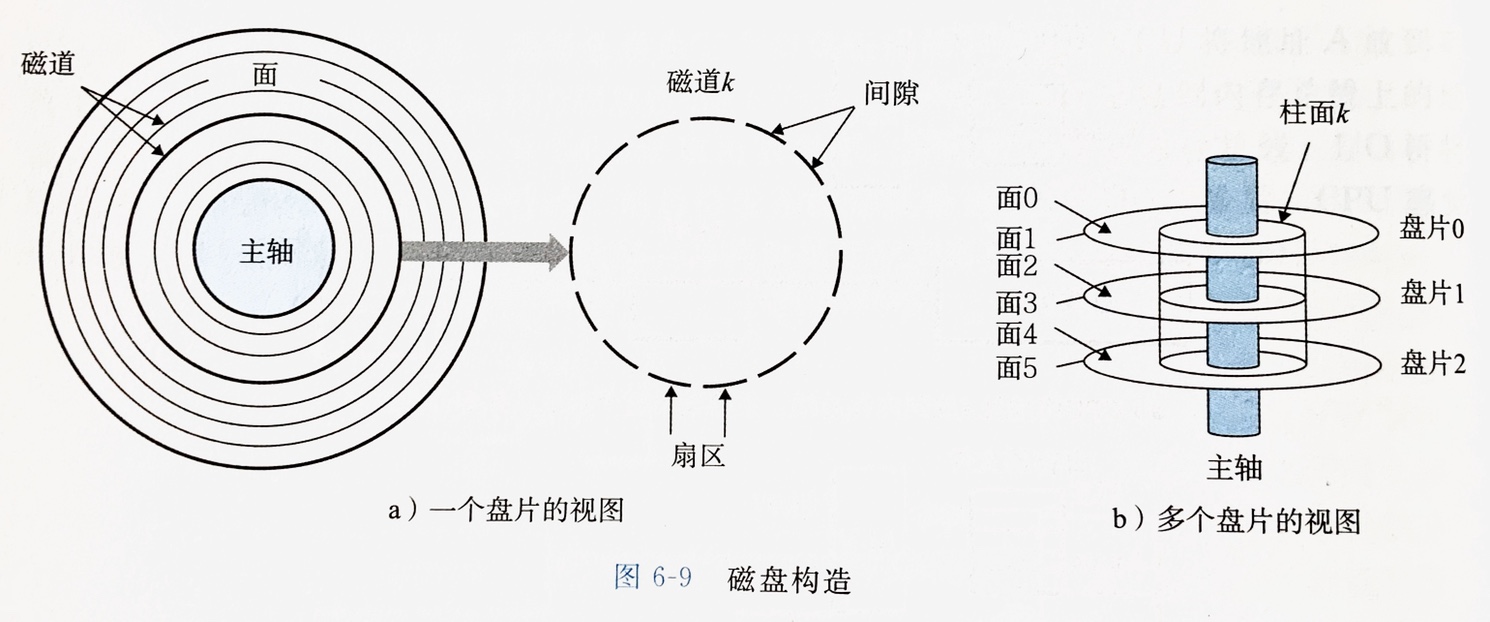 磁道
面
主轴
磁道k
间隙
扇区
a）一个盘片的视图
柱面k
面0
面1
面2
面3
面4
面5
盘片0
盘片1
盘片2
主轴
b）多个盘片的视图
图 6-9 磁盘构造